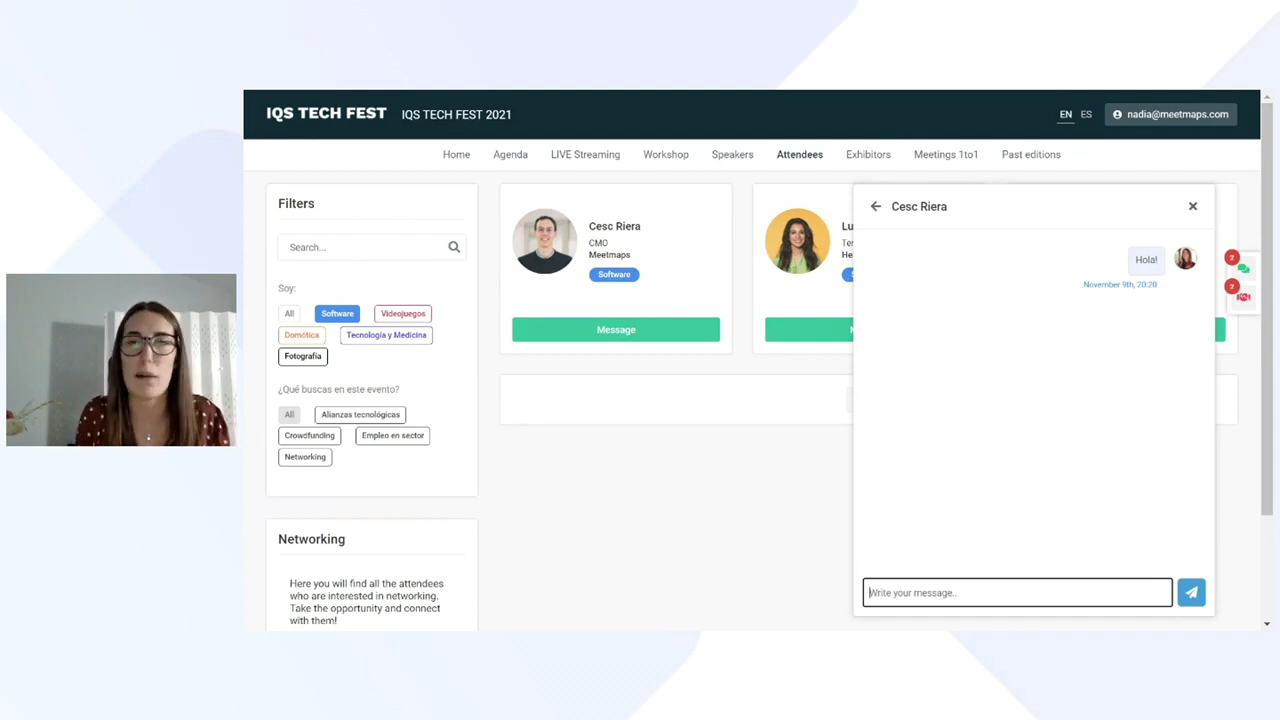 IQS TECH FEST
IQS TECH FEST 2021
EN ES
nadia@meetmaps.com
Home Agenda LIVE Streaming Workshop Speakers Attendees Exhibitors Meetings 1to1 Past editions
Filters
Search...
Soy:
All Software Videojuegos
Domótica Tecnología y Medicina
Fotografía
¿Qué buscas en este evento?
All Alianzas tecnológicas
Crowdfunding Empleo en sector
Networking
Networking
Here you will find all the attendees
who are interested in networking.
Take the opportunity and connect
with them!
Cesc Riera
CMO
Meetmaps
Software
Message
Cesc Riera
Hola!
November 9th, 20:20
Write your message..
2
2